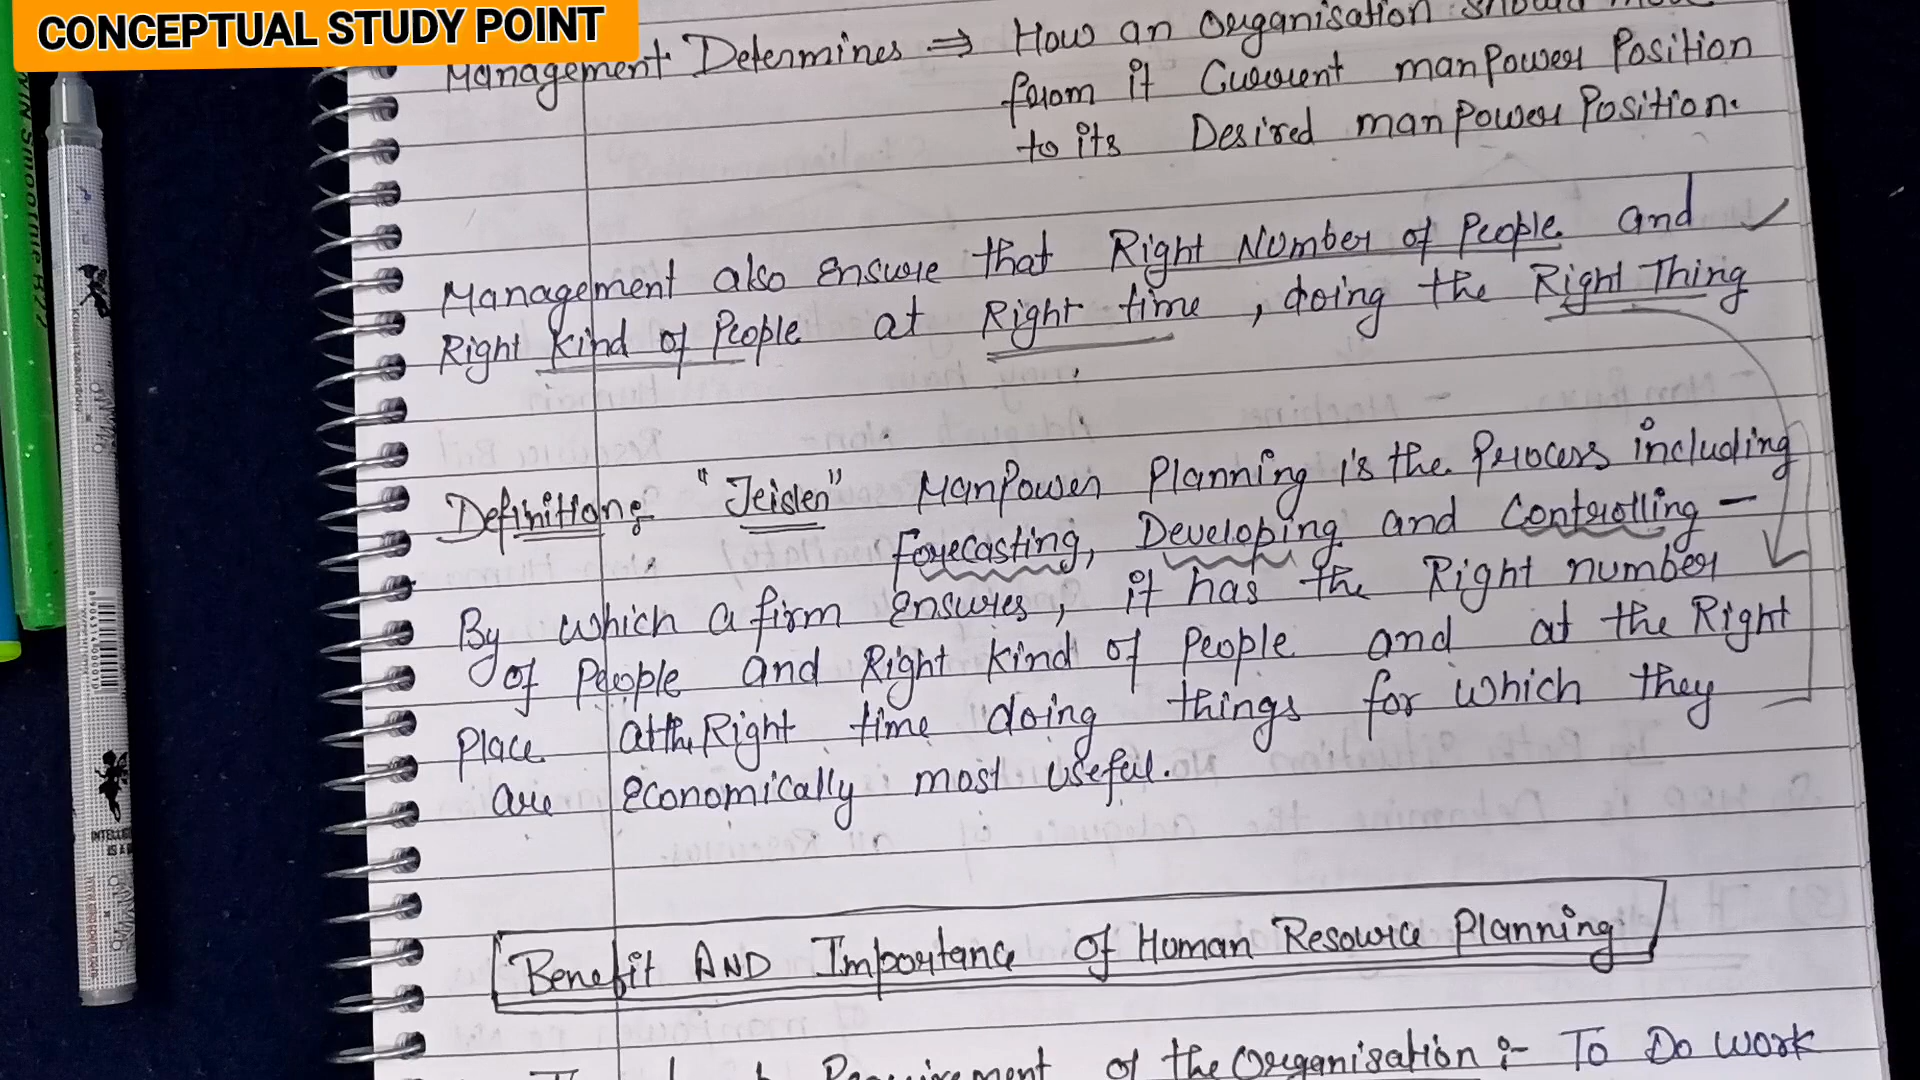 CONCEPTUAL STUDY POINT
Management Determines ⇒ How an Organisation should
from it Current manPower Position
to its Desired manPower Position.
Management also Ensure that Right Number of People and ✓
Right Kind of People at Right time, doing the Right Thing
Definition: "Jeisler" ManPower Planning is the Process including
forecasting, Developing and Controlling –
By which a firm Ensures, it has the Right number
of People and Right Kind of People and at the Right
Place at the Right time doing things for which they
are Economically most useful.
Benefit AND Importance Of Human Resource Planning
Requirement of the Organisation :- To Do work